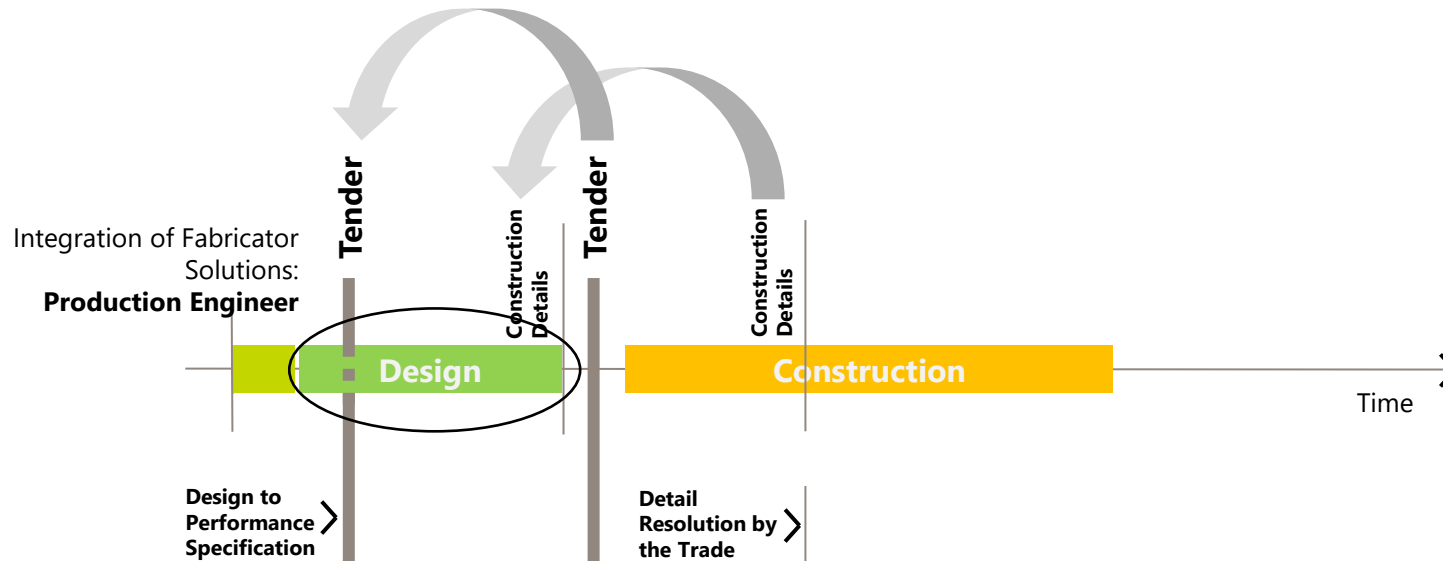 Tender
Tender
Construction
Details
Construction
Details
Integration of Fabricator
Solutions:
Production Engineer
Design
Construction
Time
Design to
Performance
Specification
Detail
Resolution by
the Trade